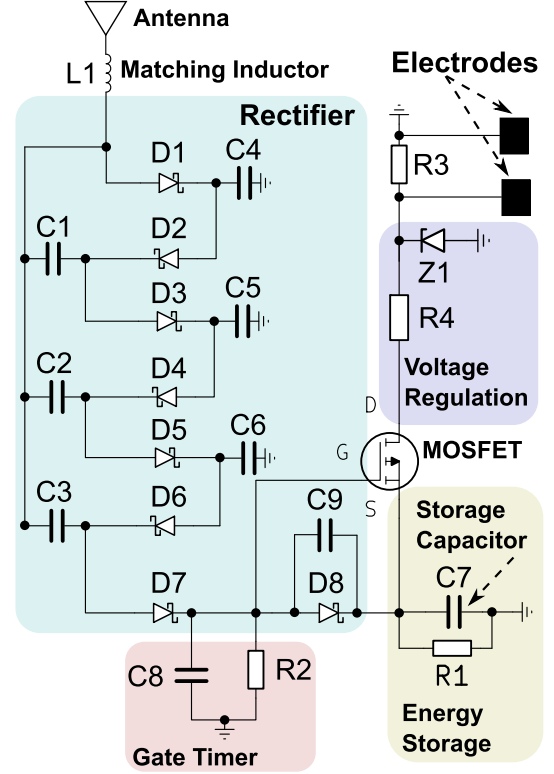 Antenna
L1
Matching Inductor
Electrodes
Rectifier
D1
C4
R3
C1
D2
Z1
D3
C5
R4
C2
D4
Voltage
Regulation
D
D5
C6
G
MOSFET
C3
D6
S
C9
Storage
Capacitor
D7
D8
C7
C8
R2
R1
Gate Timer
Energy
Storage